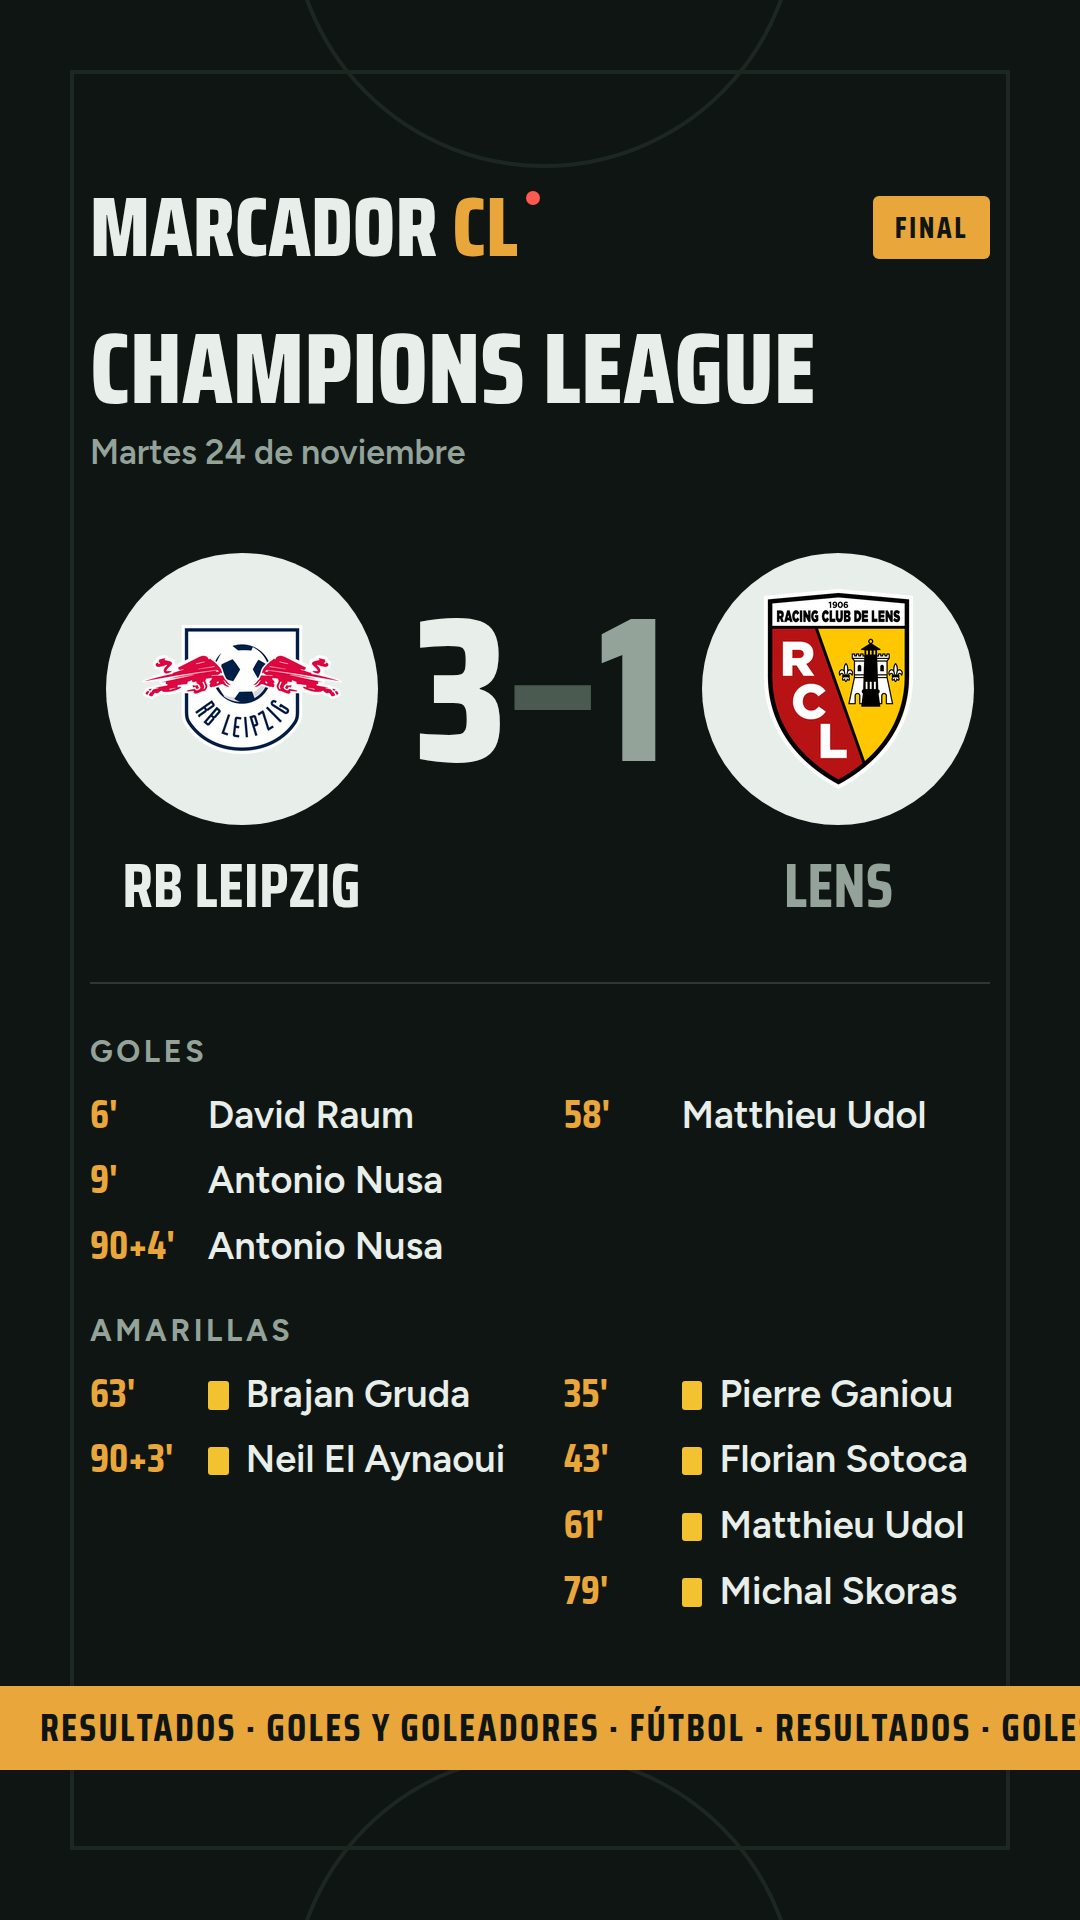 MARCADOR CL
FINAL
CHAMPIONS LEAGUE
Martes 24 de noviembre
RB LEIPZIG
3-1
1906
RACING CLUB DE LENS
R
C
L
RB LEIPZIG
LENS
GOLES
6' David Raum
58' Matthieu Udol
9' Antonio Nusa
90+4' Antonio Nusa
AMARILLAS
63' Brajan Gruda
35' Pierre Ganiou
90+3' Neil El Aynaoui
43' Florian Sotoca
61' Matthieu Udol
79' Michal Skoras
RESULTADOS · GOLES Y GOLEADORES · FÚTBOL · RESULTADOS · GOLES